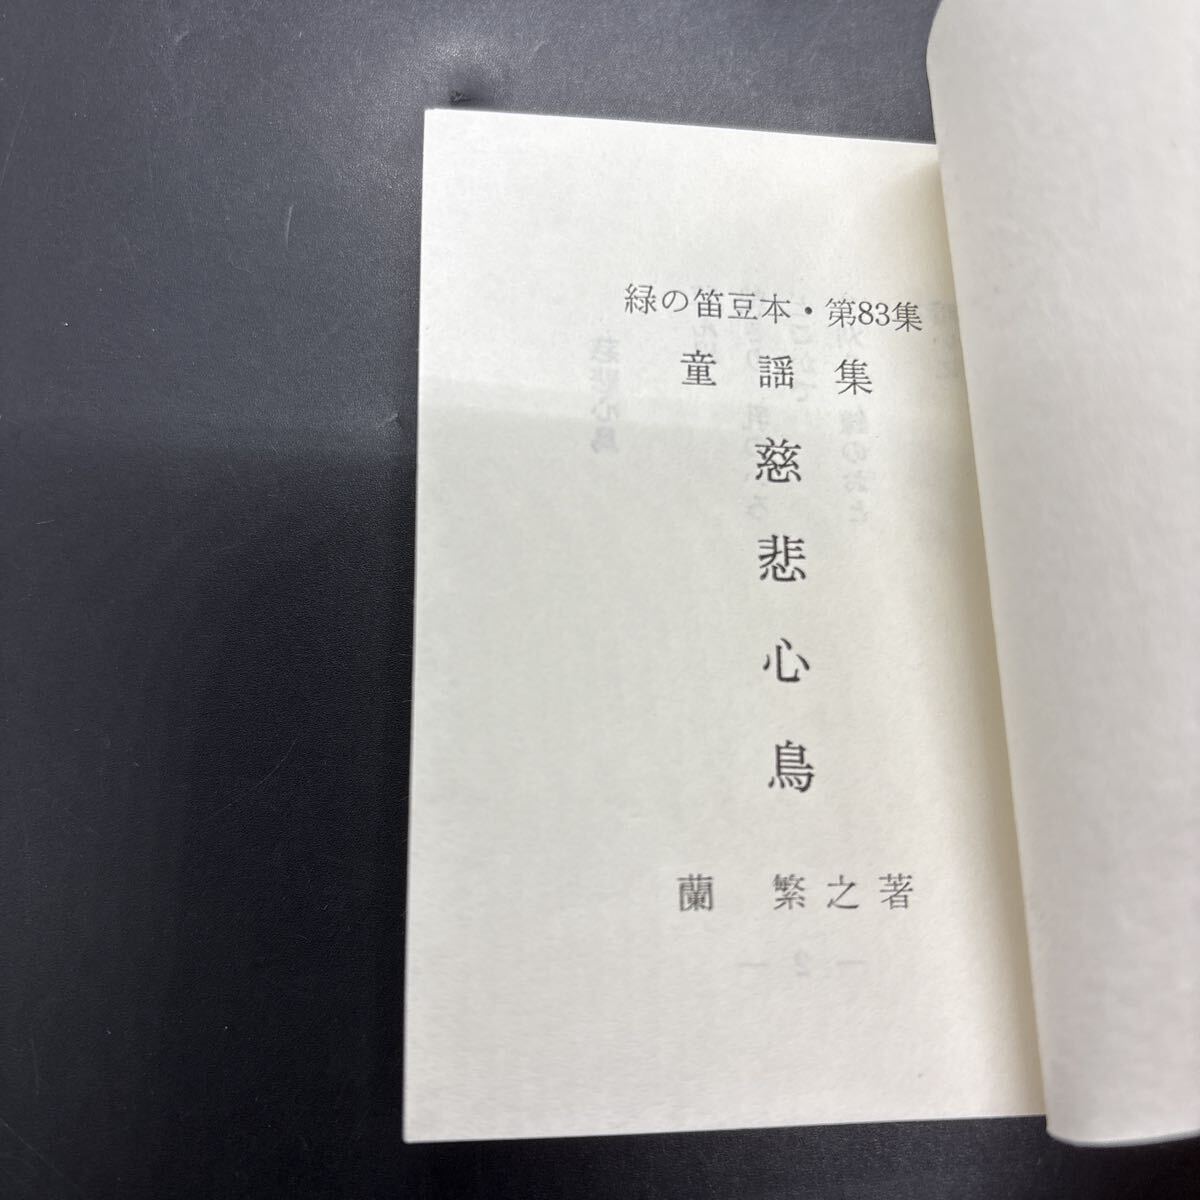 緑の笛豆本・第83集
童謡集
慈悲心鳥
蘭 繁之著